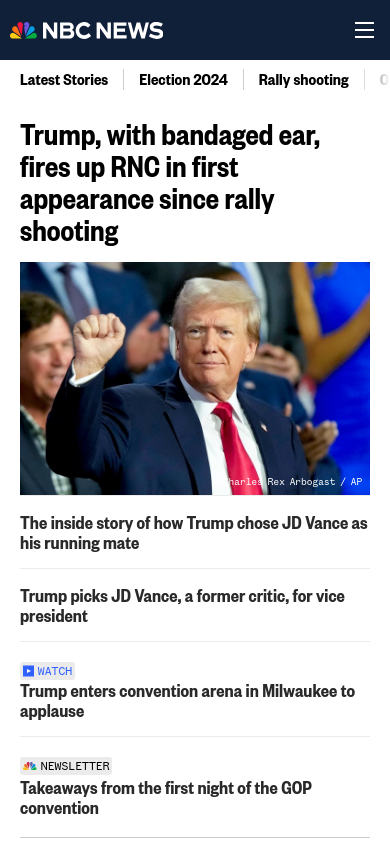 NBC NEWS
Latest Stories
Election 2024
Rally shooting
Trump, with bandaged ear,
fires up RNC in first
appearance since rally
shooting
harles Rex Arbogast / AP
The inside story of how Trump chose JD Vance as
his running mate
Trump picks JD Vance, a former critic, for vice
president
WATCH
Trump enters convention arena in Milwaukee to
applause
NEWSLETTER
Takeaways from the first night of the GOP
convention